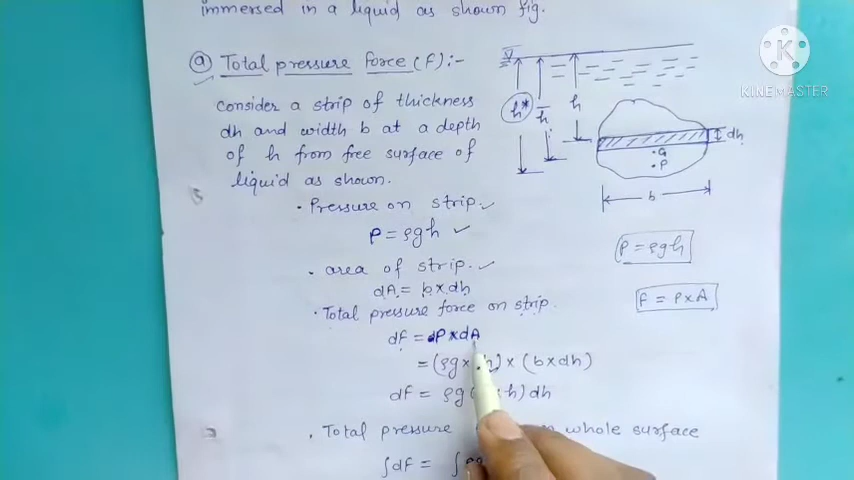 immersed in a liquid as shown fig.
ⓐ Total pressure force (F):-
Consider a strip of thickness
dh and width b at a depth
of h from free surface of
liquid as shown.
• Pressure on strip.
P = ρgh
• area of strip.
dA = b×dh
• Total pressure force on strip.
dF = P×dA
= (ρg× h) × (b×dh)
dF = ρg( h) dh
• Total pressure whole surface
∫dF = ∫
h* h̄ h
dh
G
P
b
P = ρgh
F = P×A
K
KINEMASTER